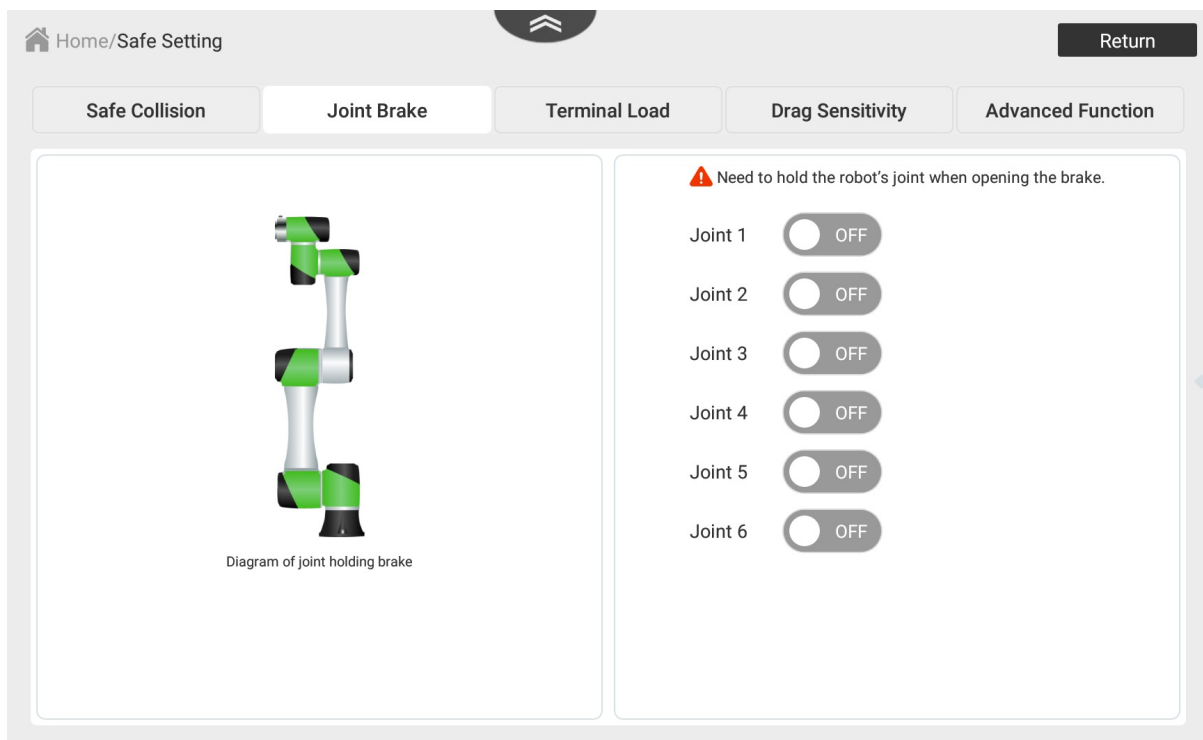 Home/Safe Setting
Return
Safe Collision
Joint Brake
Terminal Load
Drag Sensitivity
Advanced Function
Need to hold the robot's joint when opening the brake.
Joint 1 OFF
Joint 2 OFF
Joint 3 OFF
Joint 4 OFF
Joint 5 OFF
Joint 6 OFF
Diagram of joint holding brake